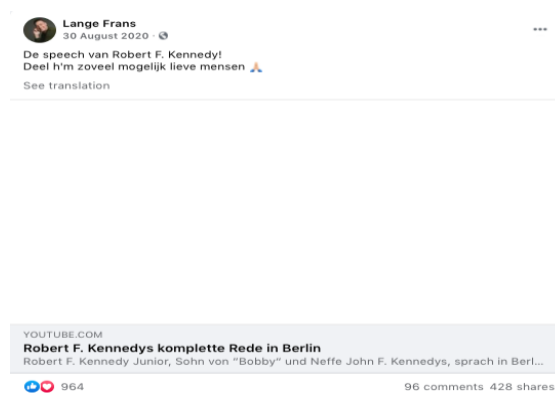 Lange Frans
30 August 2020 ·
De speech van Robert F. Kennedy!
Deel h'm zoveel mogelijk lieve mensen 🙏🏻
See translation
YOUTUBE.COM
Robert F. Kennedys komplette Rede in Berlin
Robert F. Kennedy Junior, Sohn von "Bobby" und Neffe John F. Kennedys, sprach in Berl...
964
96 comments 428 shares